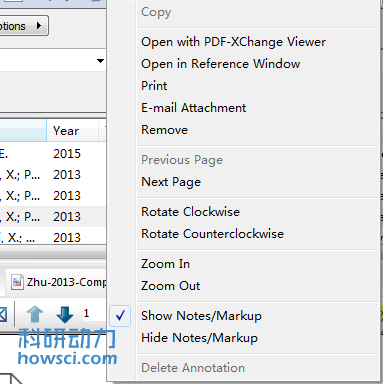 Copy
ptions
Open with PDF-XChange Viewer
Open in Reference Window
Print
E-mail Attachment
Remove
Year
E. 2015
Previous Page
, X.; P... 2013
Next Page
, X.; P... 2013
Rotate Clockwise
, X.; P... 2013
Rotate Counterclockwise
, X.; ... 2013
Zoom In
Zhu-2013-Comp
Zoom Out
1
Show Notes/Markup
Hide Notes/Markup
科研动力
howsci.com
Delete Annotation